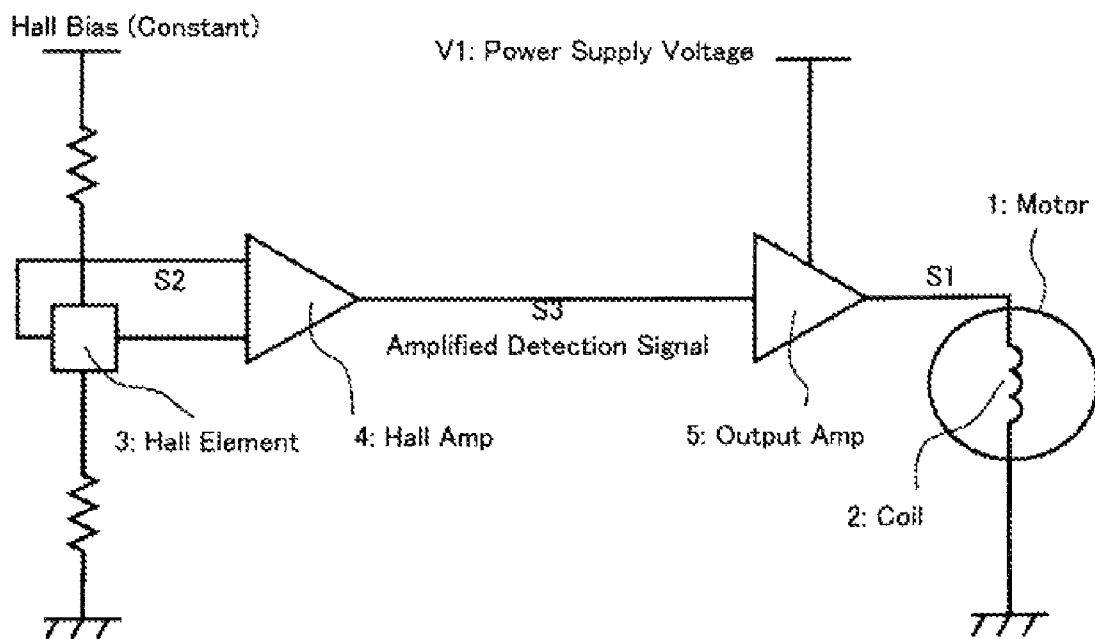 Hall Bias (Constant)
V1: Power Supply Voltage
1: Motor
S2
S3
S1
Amplified Detection Signal
3: Hall Element
4: Hall Amp
5: Output Amp
2: Coil